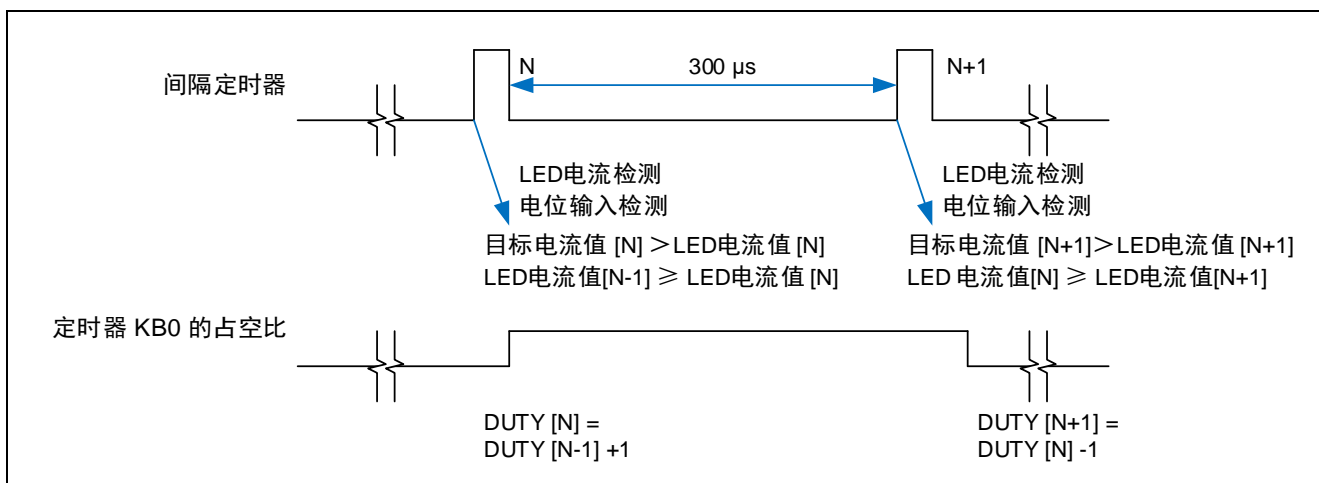 间隔定时器
N
300 µs
N+1
LED电流检测
电位输入检测
目标电流值 [N] ＞LED电流值 [N]
LED电流值[N-1] ≥ LED电流值 [N]
LED电流检测
电位输入检测
目标电流值 [N+1]＞LED电流值 [N+1]
LED 电流值[N] ≥ LED电流值[N+1]
定时器 KB0 的占空比
DUTY [N] =
DUTY [N-1] +1
DUTY [N+1] =
DUTY [N] -1